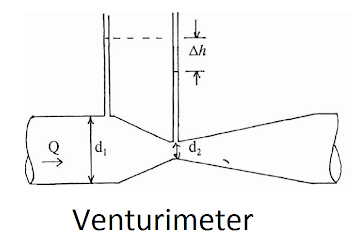 Δh
Q
d₁
d₂
Venturimeter